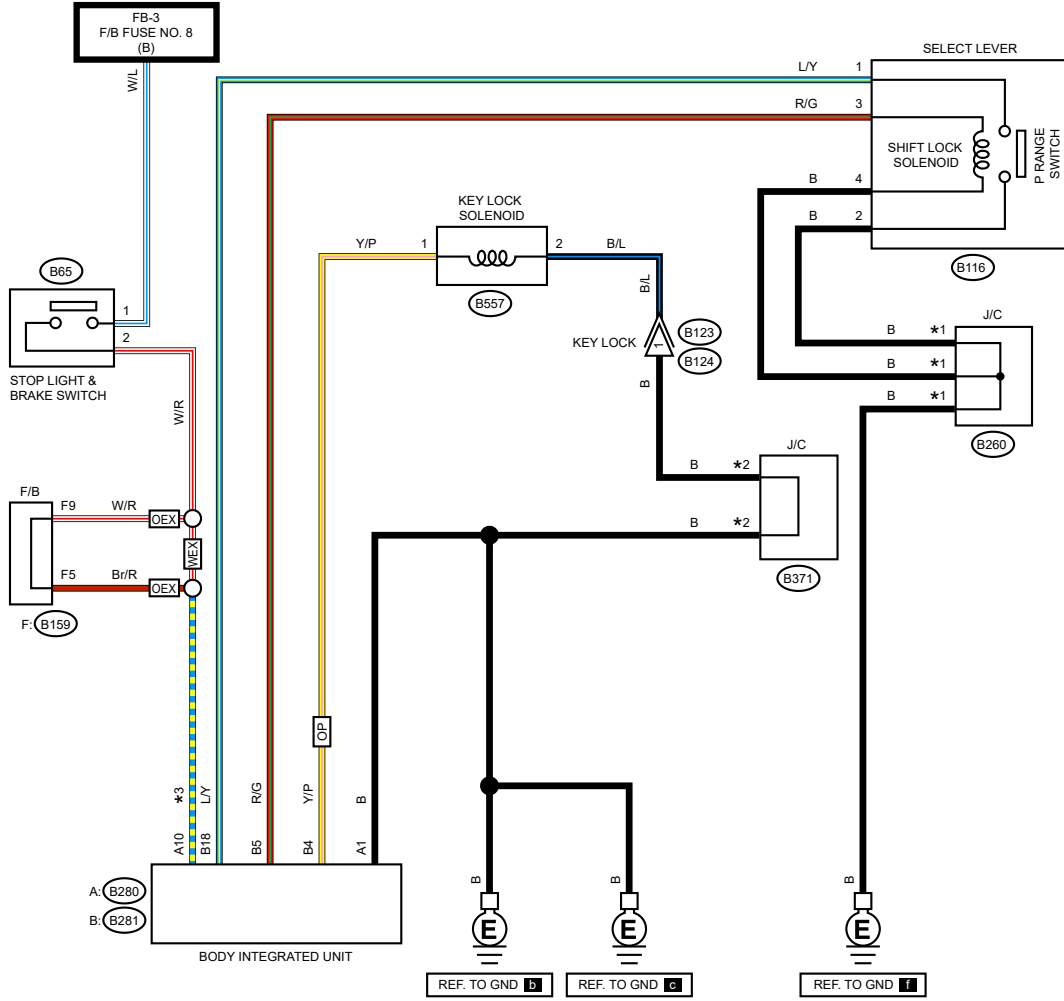 FB-3
F/B FUSE NO. 8
(B)
W/L
SELECT LEVER
L/Y 1
R/G 3
SHIFT LOCK
SOLENOID
P RANGE
SWITCH
B 4
B 2
B116
KEY LOCK
SOLENOID
Y/P 1
2 B/L
B557
B/L
B65
1
2
STOP LIGHT &
BRAKE SWITCH
KEY LOCK
1
B123
B124
B
J/C
B *1
B *1
B *1
B260
W/R
J/C
B *2
B *2
B371
F/B
F9 W/R OEX
WEX
F5 Br/R OEX
F: B159
OP
*3
L/Y
R/G
Y/P
B
A10
B18
B5
B4
A1
A: B280
B: B281
BODY INTEGRATED UNIT
B
B
B
E
E
E
REF. TO GND b
REF. TO GND c
REF. TO GND f